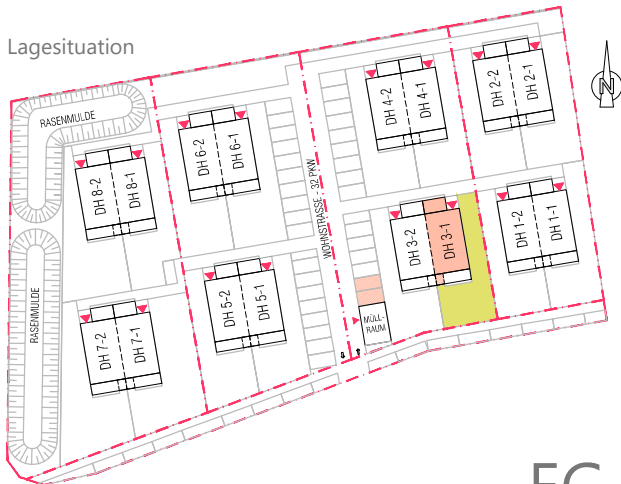 Lagesituation
N
RASENMULDE
DH 2-2
DH 2-1
DH 4-2
DH 4-1
DH 6-2
DH 6-1
DH 8-2
DH 8-1
WOHNSTRASSE - 32 PKW
DH 1-2
DH 1-1
DH 3-2
DH 3-1
DH 5-2
DH 5-1
RASENMULDE
MÜLL-
RAUM
DH 7-2
DH 7-1